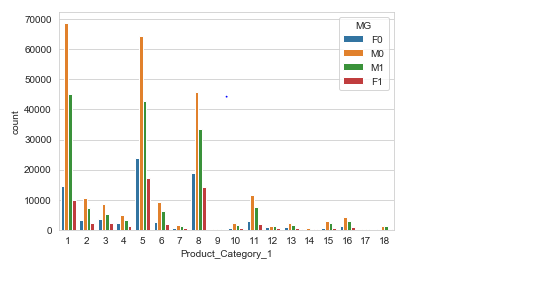 70000
60000
50000
40000
30000
20000
10000
0
count
1 2 3 4 5 6 7 8 9 10 11 12 13 14 15 16 17 18
Product_Category_1
MG
F0
M0
M1
F1